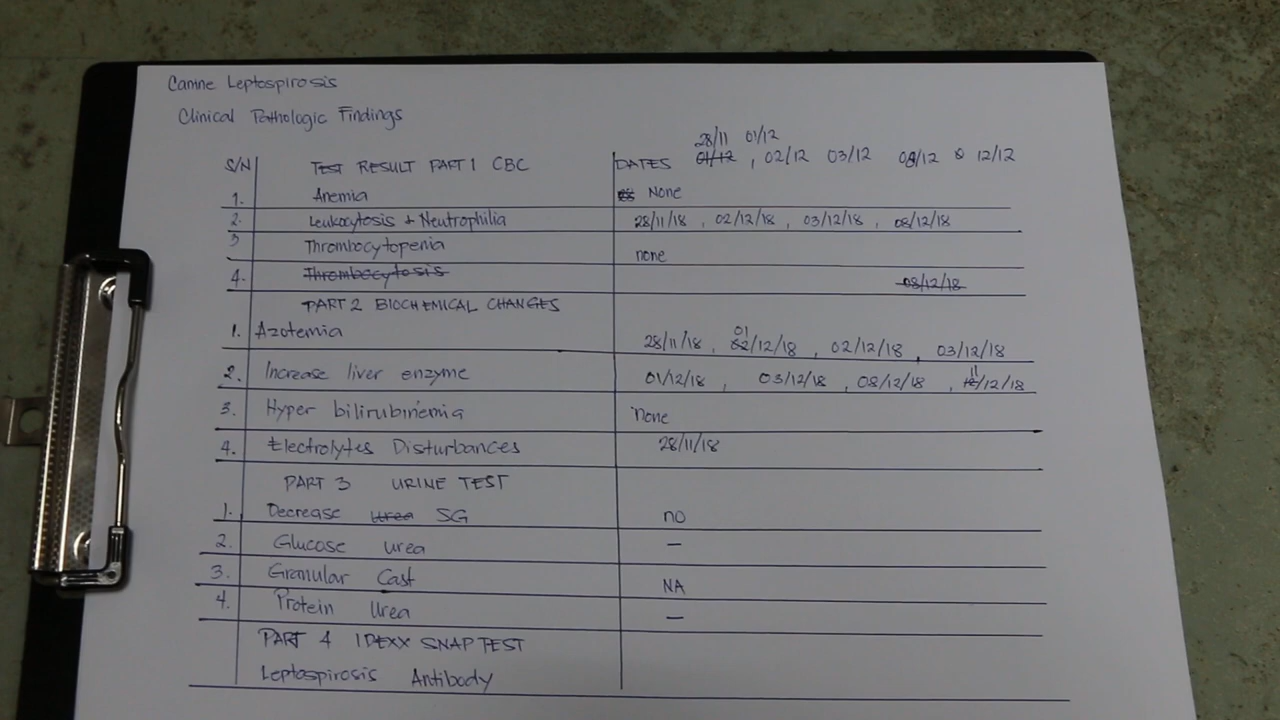 Canine Leptospirosis
Clinical Pathologic Findings
28/11 01/12
S/N TEST RESULT PART 1 CBC DATES 01/12 , 02/12 03/12 08/12 & 12/12
1. Anemia None
2. Leukocytosis + Neutrophilia 28/11/18 , 02/12/18 , 03/12/18 , 08/12/18
3 Thrombocytopenia none
4. Thrombocytosis 08/12/18
PART 2 BIOCHEMICAL CHANGES
1. Azotemia 28/11/18 , 01/12/18 , 02/12/18 , 03/12/18
2. Increase liver enzyme 01/12/18 , 03/12/18 , 08/12/18 , 11/12/18
3. Hyper bilirubinemia None
4. Electrolytes Disturbances 28/11/18
PART 3 URINE TEST
1. Decrease Urea SG no
2. Glucose urea —
3. Granular Cast NA
4. Protein Urea —
PART 4 IDEXX SNAP TEST
Leptospirosis Antibody